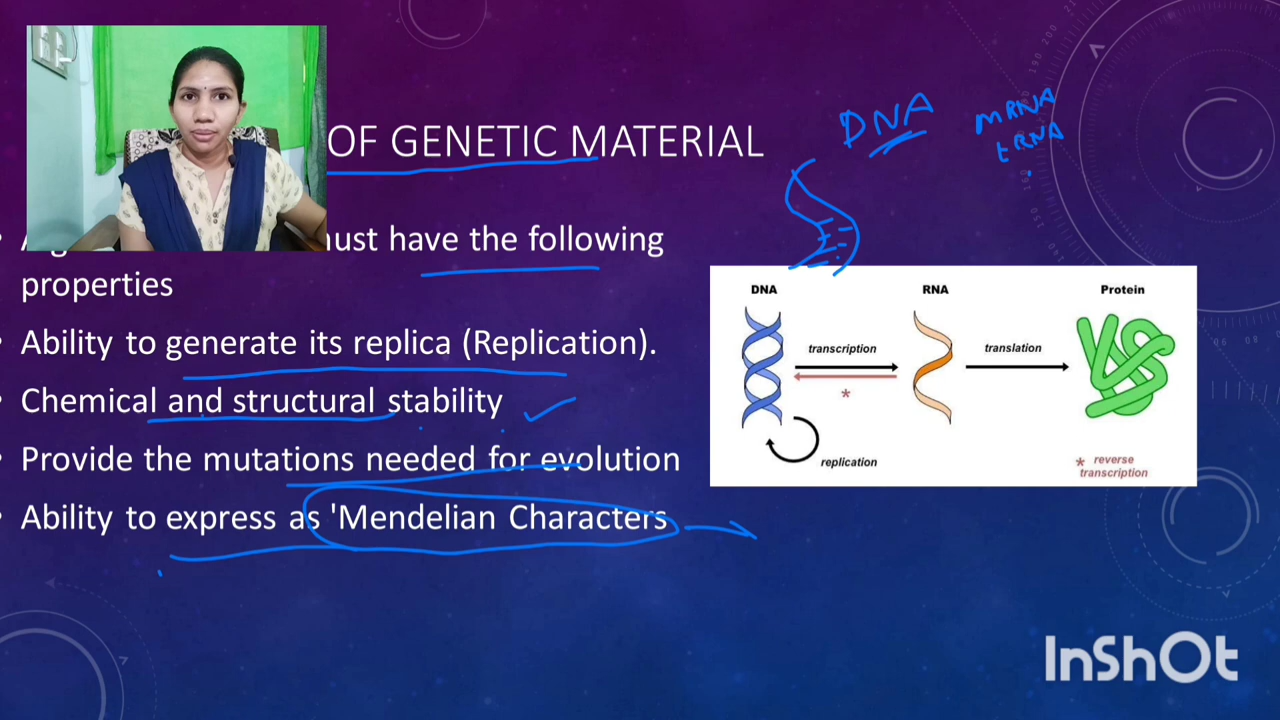 OF GENETIC MATERIAL
must have the following
properties
• Ability to generate its replica (Replication).
• Chemical and structural stability
• Provide the mutations needed for evolution
• Ability to express as 'Mendelian Characters
DNA
mRNA
tRNA
DNA
RNA
Protein
transcription
translation
*
replication
* reverse
transcription
InShOt